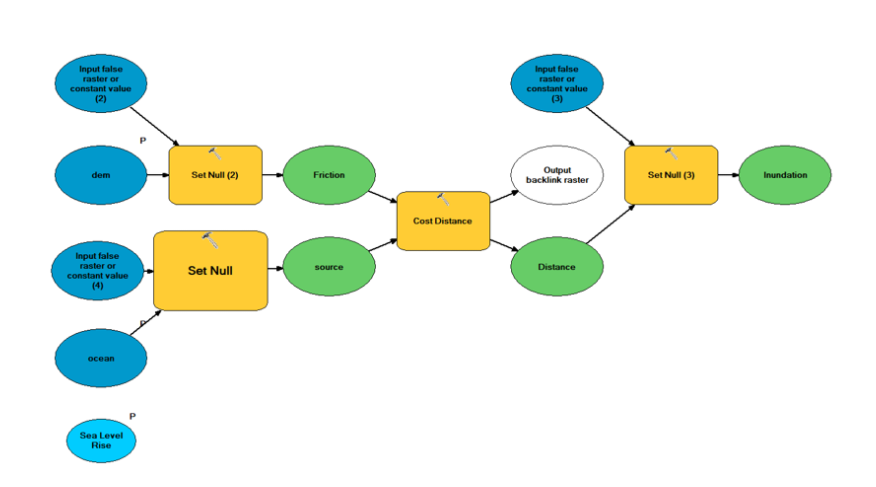 Input false
raster or
constant value
(2)
Input false
raster or
constant value
(3)
P
dem
Set Null (2)
Friction
Output
backlink raster
Set Null (3)
Inundation
Cost Distance
Input false
raster or
constant value
(4)
Set Null
source
Distance
P
ocean
P
Sea Level
Rise